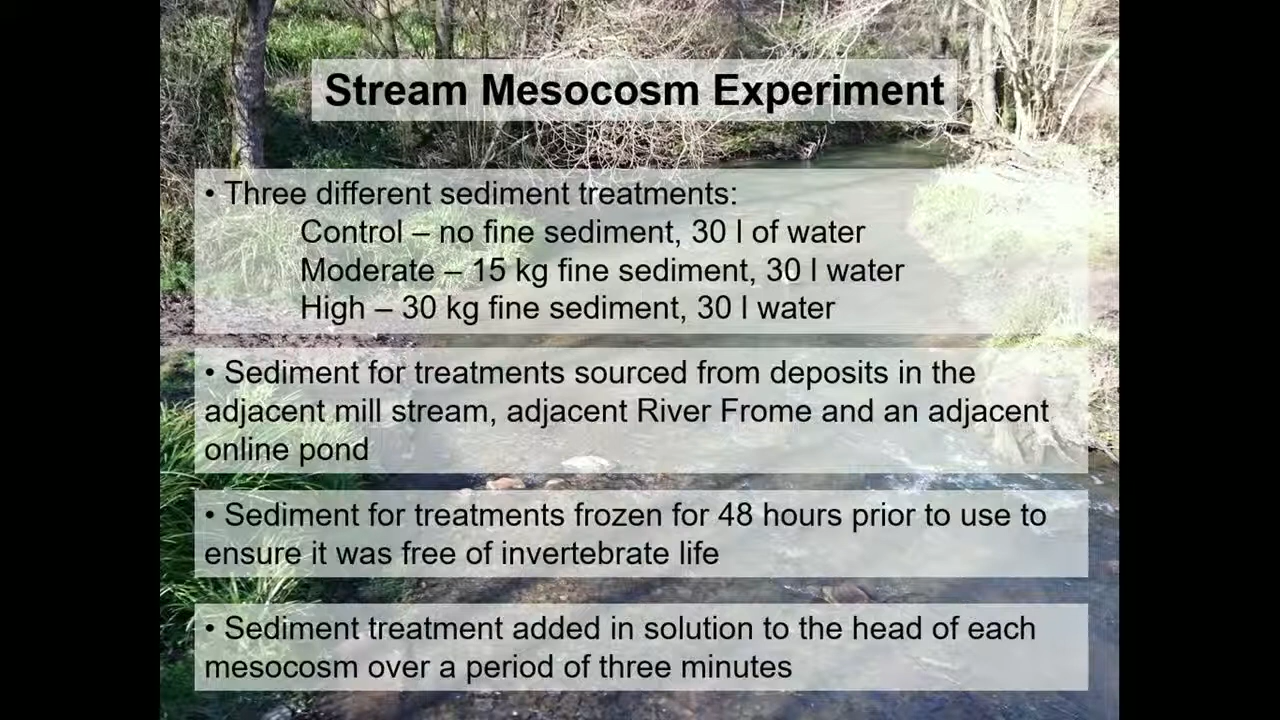 Stream Mesocosm Experiment
• Three different sediment treatments:
Control – no fine sediment, 30 l of water
Moderate – 15 kg fine sediment, 30 l water
High – 30 kg fine sediment, 30 l water
• Sediment for treatments sourced from deposits in the
adjacent mill stream, adjacent River Frome and an adjacent
online pond
• Sediment for treatments frozen for 48 hours prior to use to
ensure it was free of invertebrate life
• Sediment treatment added in solution to the head of each
mesocosm over a period of three minutes